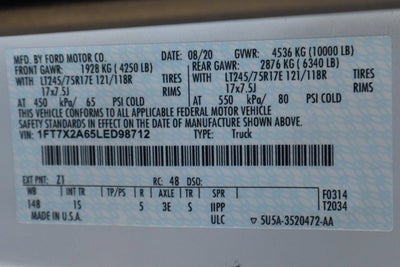 MFD. BY FORD MOTOR CO. 08/20 GVWR: 4536 KG (10000 LB)
FRONT GAWR: 1928 KG ( 4250 LB) REAR GAWR: 2876 KG ( 6340 LB)
WITH LT245/75R17E 121/118R TIRES WITH LT245/75R17E 121/118R TIRES
17x7.5J RIMS 17x7.5J RIMS
AT 450 kPa/ 65 PSI COLD AT 550 kPa/ 80 PSI COLD
THIS VEHICLE CONFORMS TO ALL APPLICABLE FEDERAL MOTOR VEHICLE
SAFETY STANDARDS IN EFFECT ON THE DATE OF MANUFACTURE SHOWN ABOVE.
VIN: 1FT7X2A65LED98712 TYPE: Truck
EXT PNT: Z1 RC: 48 DSO:
WB INT TR TP/PS R AXLE TR SPR F0314
148 1S 5 3E S IIPP T2034
MADE IN U.S.A. ULC 5U5A-3520472-AA